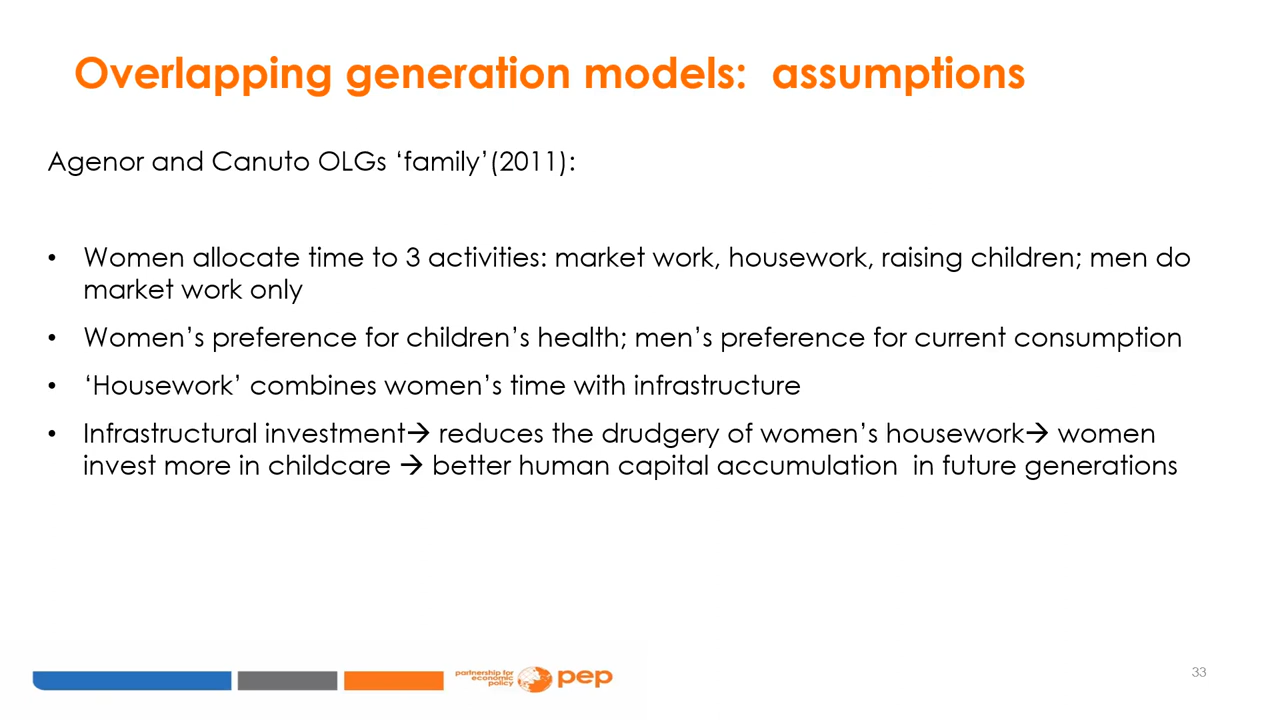 Overlapping generation models:  assumptions
Agenor and Canuto OLGs ‘family’(2011):
• Women allocate time to 3 activities: market work, housework, raising children; men do
market work only
• Women’s preference for children’s health; men’s preference for current consumption
• ‘Housework’ combines women’s time with infrastructure
• Infrastructural investment→ reduces the drudgery of women’s housework→ women
invest more in childcare → better human capital accumulation  in future generations
partnership for
economic
policy
pep
33